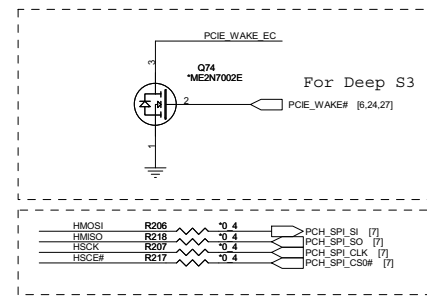 PCIE_WAKE_EC
3
Q74
*ME2N7002E
For Deep S3
2
PCIE_WAKE# [6,24,27]
1
HMOSI R206 *0_4 PCH_SPI_SI [7]
HMISO R218 *0_4 PCH_SPI_SO [7]
HSCK R207 *0_4 PCH_SPI_CLK [7]
HSCE# R217 *0_4 PCH_SPI_CS0# [7]